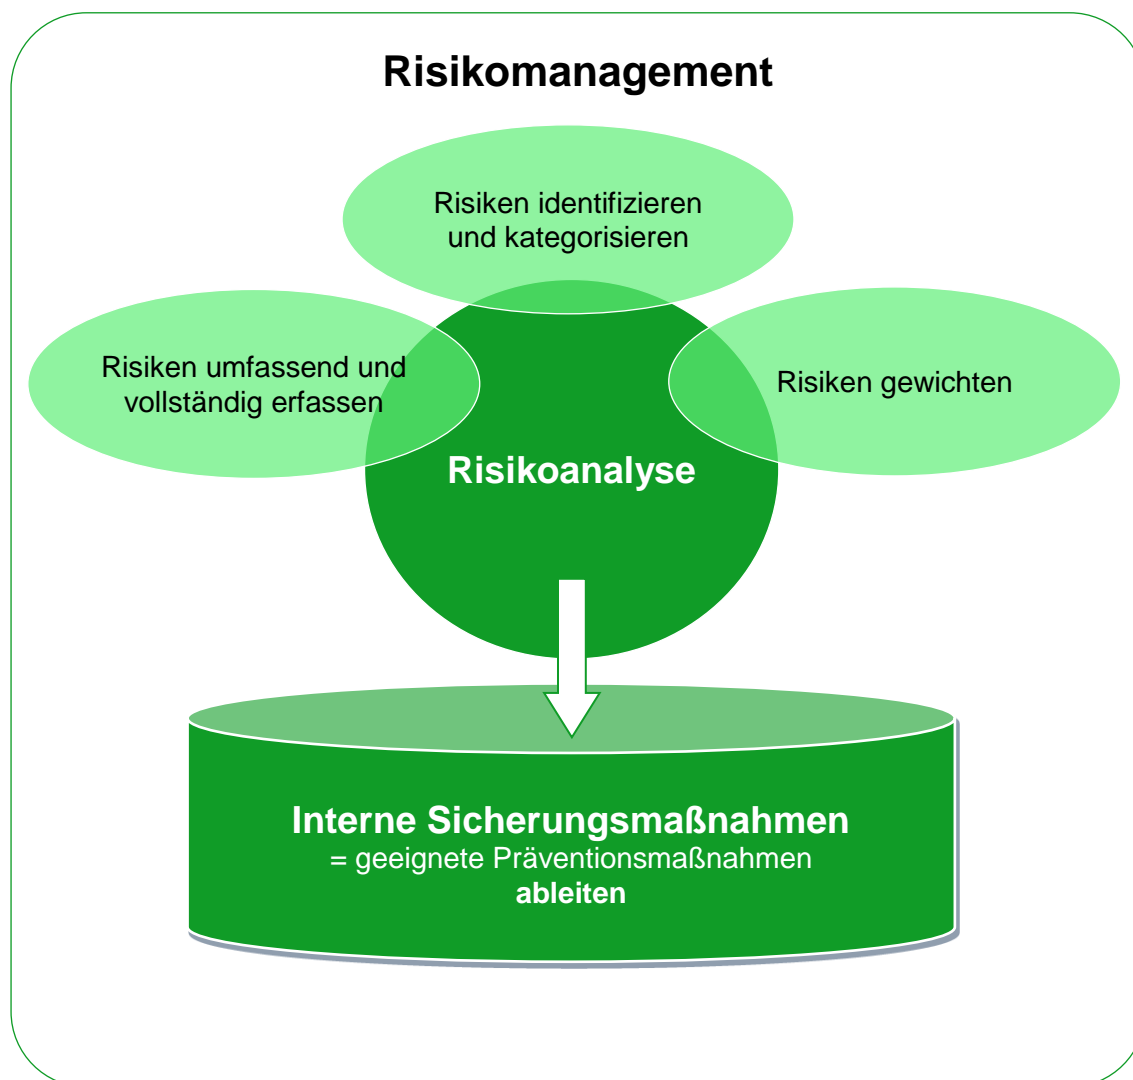 Risikomanagement
Risiken identifizieren
und kategorisieren
Risiken umfassend und
vollständig erfassen
Risiken gewichten
Risikoanalyse
Interne Sicherungsmaßnahmen
= geeignete Präventionsmaßnahmen
ableiten